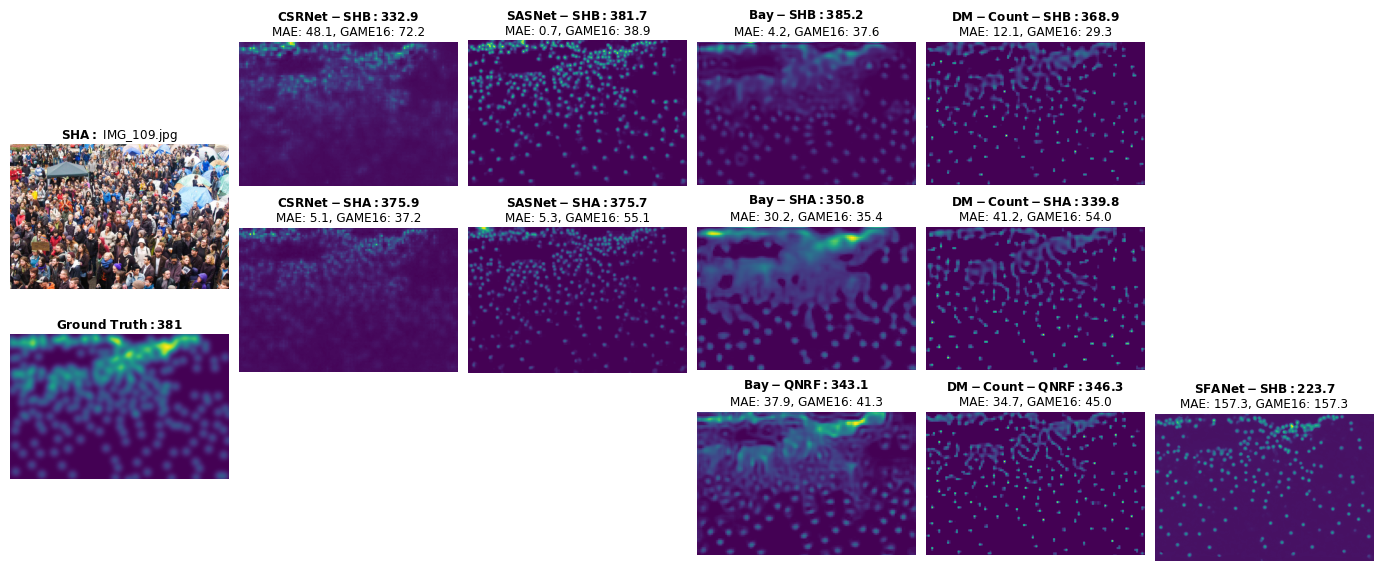 SHA: IMG_109.jpg
Ground Truth: 381
CSRNet-SHB: 332.9
MAE: 48.1, GAME16: 72.2
SASNet-SHB: 381.7
MAE: 0.7, GAME16: 38.9
Bay-SHB: 385.2
MAE: 4.2, GAME16: 37.6
DM-Count-SHB: 368.9
MAE: 12.1, GAME16: 29.3
CSRNet-SHA: 375.9
MAE: 5.1, GAME16: 37.2
SASNet-SHA: 375.7
MAE: 5.3, GAME16: 55.1
Bay-SHA: 350.8
MAE: 30.2, GAME16: 35.4
DM-Count-SHA: 339.8
MAE: 41.2, GAME16: 54.0
Bay-QNRF: 343.1
MAE: 37.9, GAME16: 41.3
DM-Count-QNRF: 346.3
MAE: 34.7, GAME16: 45.0
SFANet-SHB: 223.7
MAE: 157.3, GAME16: 157.3